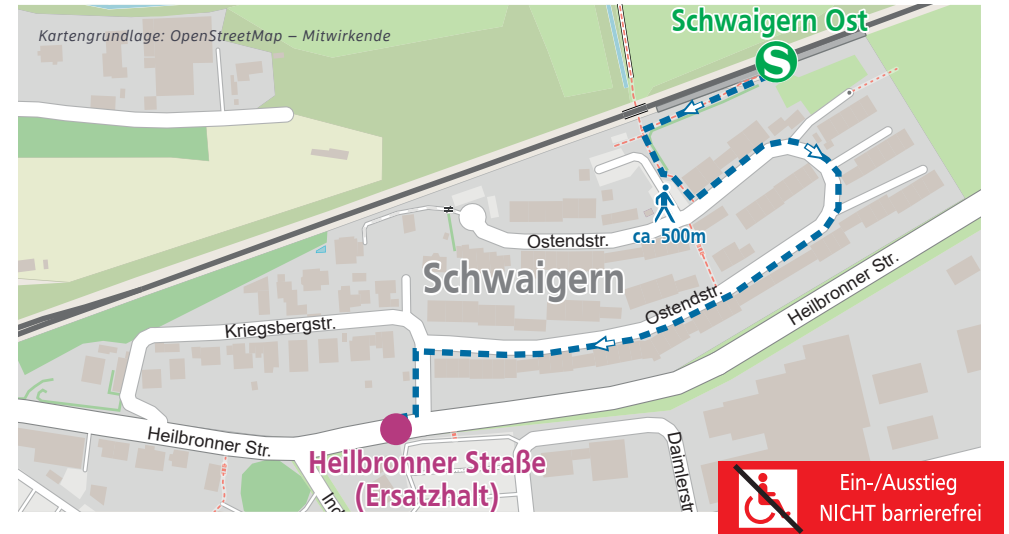 Schwaigern Ost
Kartengrundlage: OpenStreetMap – Mitwirkende
S
Ostendstr.
ca. 500m
Schwaigern
Heilbronner Str.
Ostendstr.
Kriegsbergstr.
Heilbronner Str.
Heilbronner Straße
(Ersatzhalt)
Daimlerstr
Ein-/Ausstieg
NICHT barrierefrei